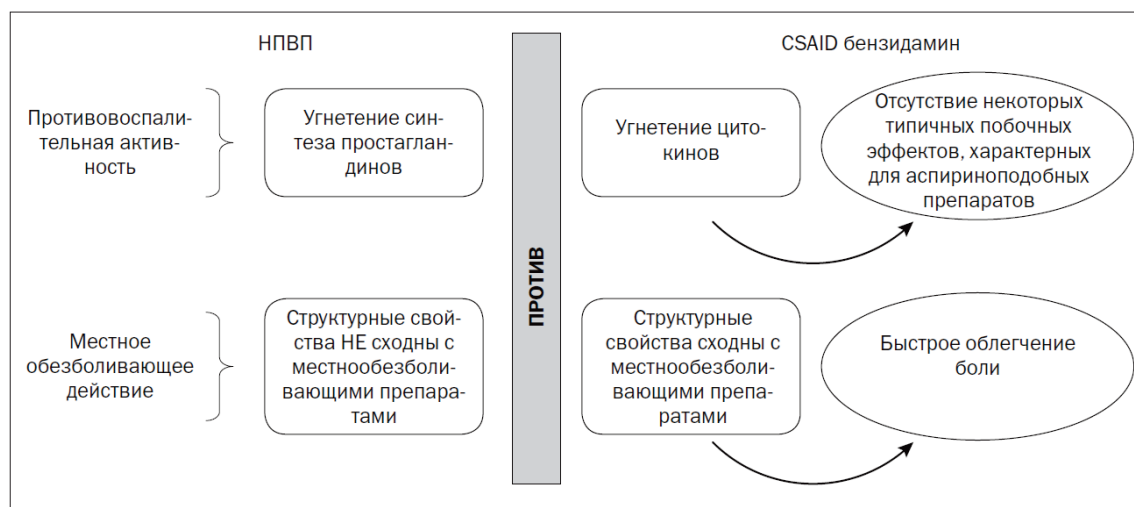 НПВП
Противовоспали-
тельная актив-
ность
Угнетение син-
теза простаглан-
динов
Местное
обезболивающее
действие
Структурные свой-
ства НЕ сходны с
местнообезболи-
вающими препара-
тами
ПРОТИВ
CSAID бензидамин
Угнетение цито-
кинов
Отсутствие некоторых
типичных побочных
эффектов, характерных
для аспириноподобных
препаратов
Структурные
свойства сходны с
местнообезболи-
вающими препа-
ратами
Быстрое облегчение
боли